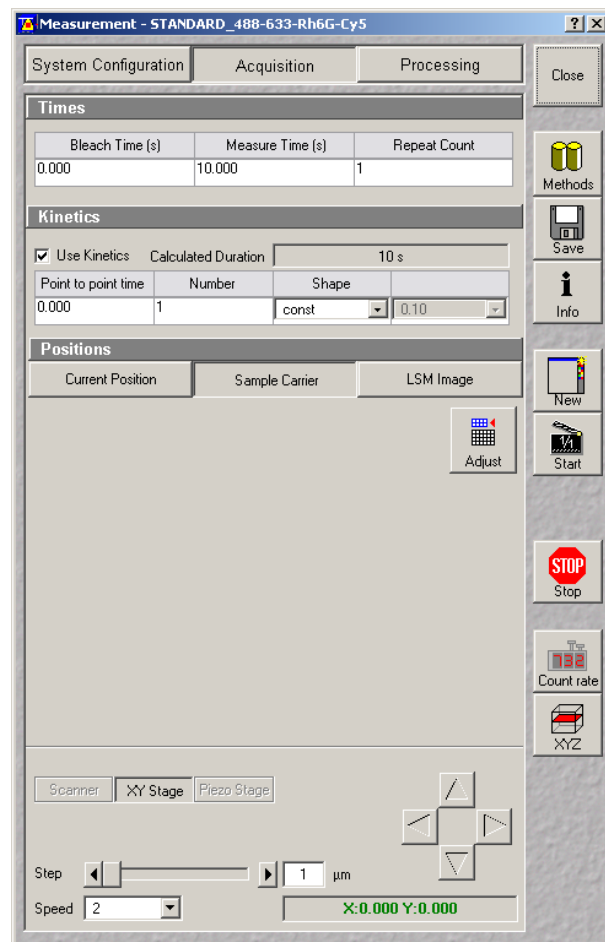 Measurement - STANDARD_488-633-Rh6G-Cy5
System Configuration Acquisition Processing
Close
Times
Bleach Time (s) Measure Time (s) Repeat Count
0.000 10.000 1
Methods
Kinetics
Save
Use Kinetics Calculated Duration 10 s
Point to point time Number Shape
0.000 1 const 0.10
Info
Positions
Current Position Sample Carrier LSM Image
New
Adjust
1/1
Start
STOP
Stop
732
Count rate
XYZ
Scanner XY Stage Piezo Stage
Step 1 µm
Speed 2 X:0.000 Y:0.000